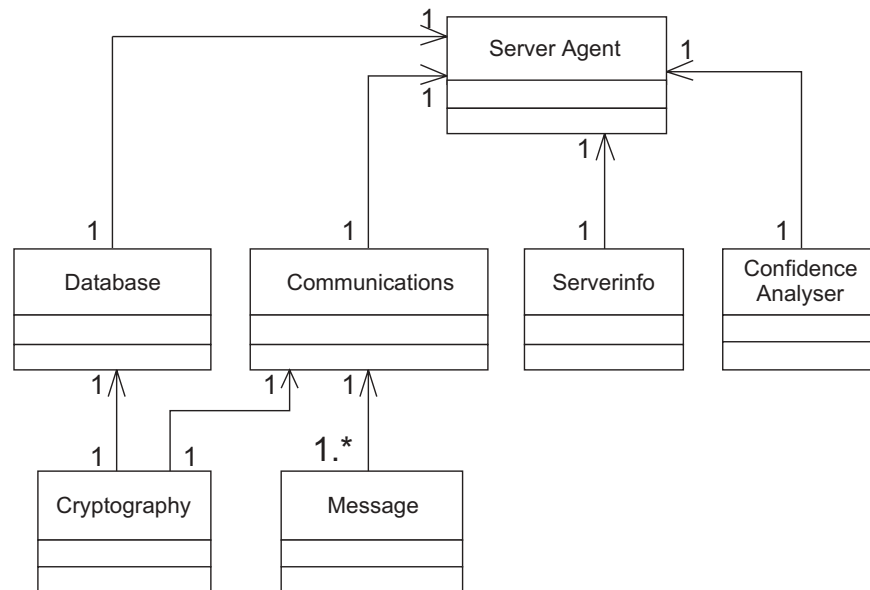 1
Server Agent
1
1
1
1
1
1
1
Database
Communications
Serverinfo
Confidence
Analyser
1
1
1
1
1
1.*
Cryptography
Message